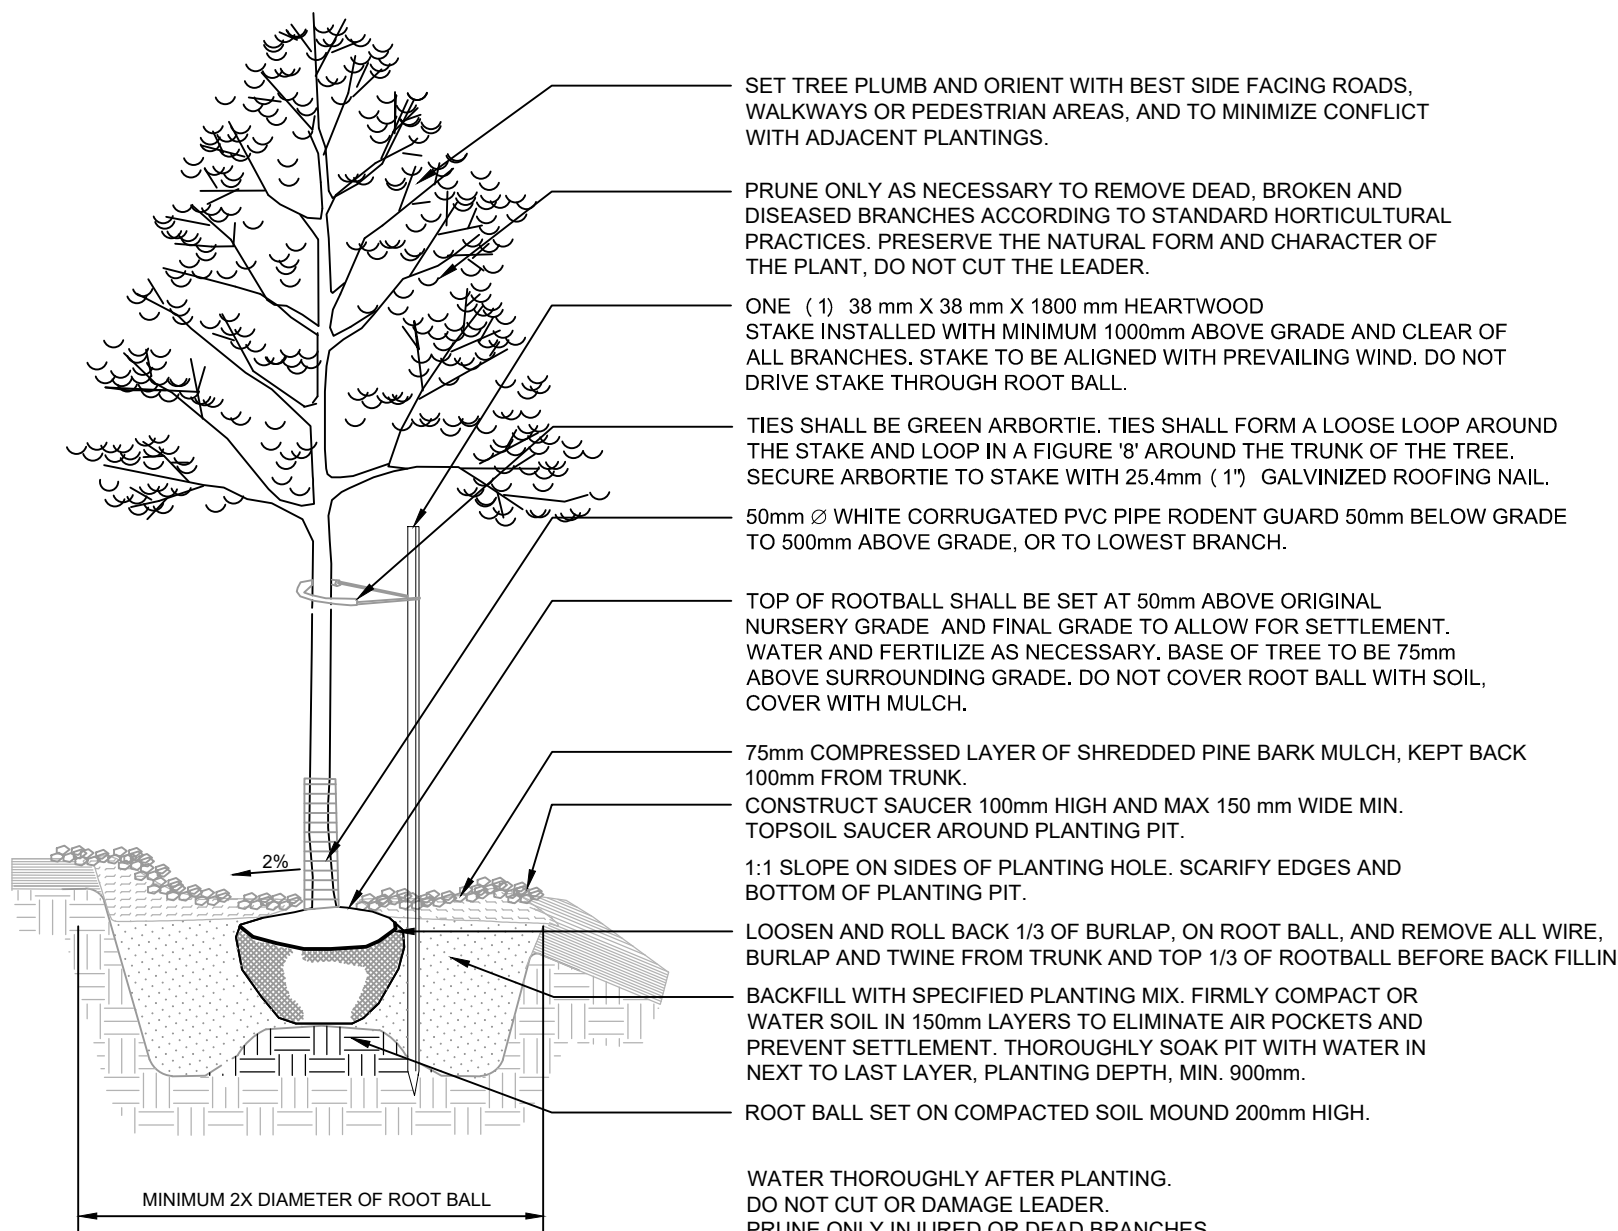 SET TREE PLUMB AND ORIENT WITH BEST SIDE FACING ROADS,
WALKWAYS OR PEDESTRIAN AREAS, AND TO MINIMIZE CONFLICT
WITH ADJACENT PLANTINGS.
PRUNE ONLY AS NECESSARY TO REMOVE DEAD, BROKEN AND
DISEASED BRANCHES ACCORDING TO STANDARD HORTICULTURAL
PRACTICES. PRESERVE THE NATURAL FORM AND CHARACTER OF
THE PLANT, DO NOT CUT THE LEADER.
ONE (1) 38 mm X 38 mm X 1800 mm HEARTWOOD
STAKE INSTALLED WITH MINIMUM 1000mm ABOVE GRADE AND CLEAR OF
ALL BRANCHES. STAKE TO BE ALIGNED WITH PREVAILING WIND. DO NOT
DRIVE STAKE THROUGH ROOT BALL.
TIES SHALL BE GREEN ARBORTIE. TIES SHALL FORM A LOOSE LOOP AROUND
THE STAKE AND LOOP IN A FIGURE '8' AROUND THE TRUNK OF THE TREE.
SECURE ARBORTIE TO STAKE WITH 25.4mm (1") GALVINIZED ROOFING NAIL.
50mm Ø WHITE CORRUGATED PVC PIPE RODENT GUARD 50mm BELOW GRADE
TO 500mm ABOVE GRADE, OR TO LOWEST BRANCH.
TOP OF ROOTBALL SHALL BE SET AT 50mm ABOVE ORIGINAL
NURSERY GRADE AND FINAL GRADE TO ALLOW FOR SETTLEMENT.
WATER AND FERTILIZE AS NECESSARY. BASE OF TREE TO BE 75mm
ABOVE SURROUNDING GRADE. DO NOT COVER ROOT BALL WITH SOIL,
COVER WITH MULCH.
75mm COMPRESSED LAYER OF SHREDDED PINE BARK MULCH, KEPT BACK
100mm FROM TRUNK.
CONSTRUCT SAUCER 100mm HIGH AND MAX 150 mm WIDE MIN.
TOPSOIL SAUCER AROUND PLANTING PIT.
2%
1:1 SLOPE ON SIDES OF PLANTING HOLE. SCARIFY EDGES AND
BOTTOM OF PLANTING PIT.
LOOSEN AND ROLL BACK 1/3 OF BURLAP, ON ROOT BALL, AND REMOVE ALL WIRE,
BURLAP AND TWINE FROM TRUNK AND TOP 1/3 OF ROOTBALL BEFORE BACK FILLIN
BACKFILL WITH SPECIFIED PLANTING MIX. FIRMLY COMPACT OR
WATER SOIL IN 150mm LAYERS TO ELIMINATE AIR POCKETS AND
PREVENT SETTLEMENT. THOROUGHLY SOAK PIT WITH WATER IN
NEXT TO LAST LAYER, PLANTING DEPTH, MIN. 900mm.
ROOT BALL SET ON COMPACTED SOIL MOUND 200mm HIGH.
MINIMUM 2X DIAMETER OF ROOT BALL
WATER THOROUGHLY AFTER PLANTING.
DO NOT CUT OR DAMAGE LEADER.
PRUNE ONLY INJURED OR DEAD BRANCHES